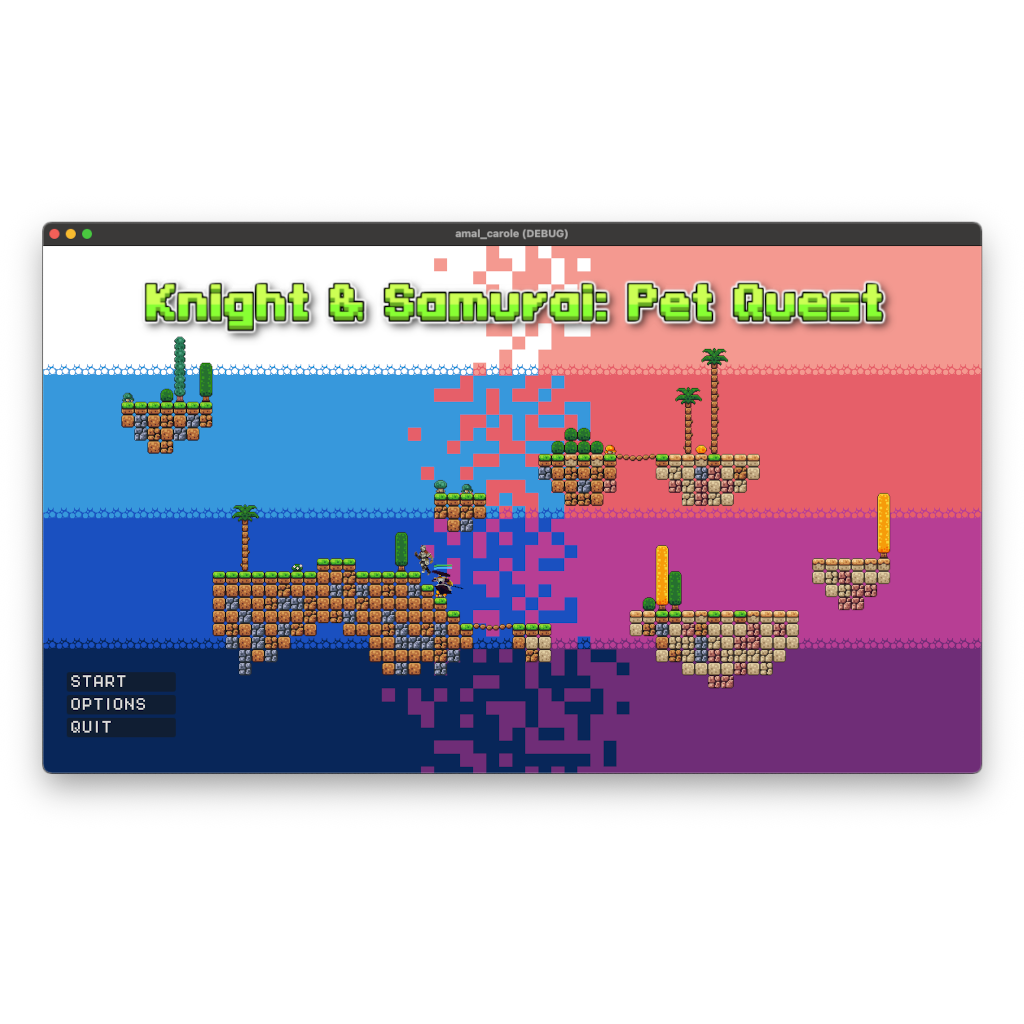 amal_carole (DEBUG)
Knight & Samurai: Pet Quest
START
OPTIONS
QUIT